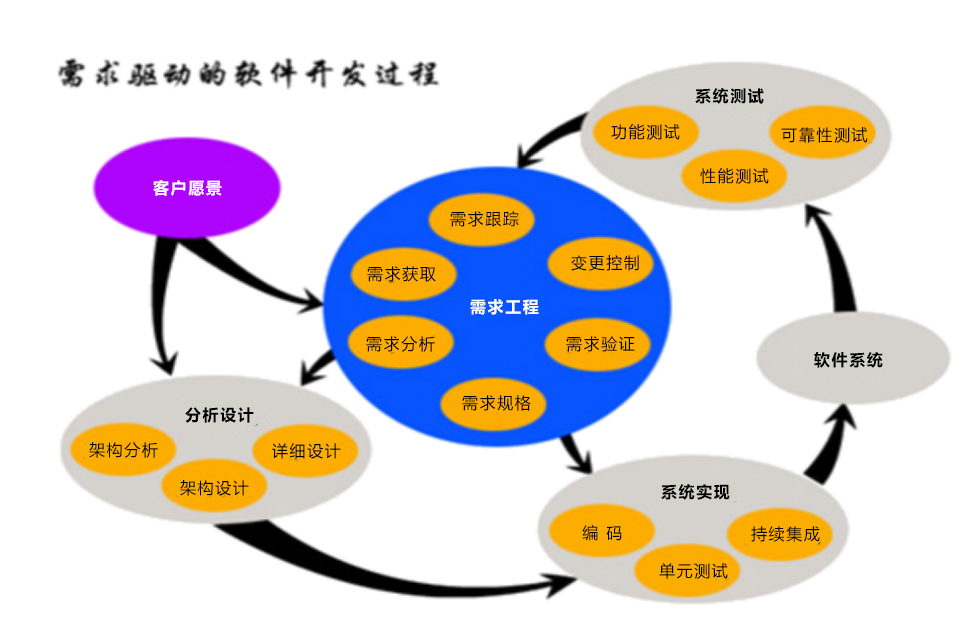 需求驱动的软件开发过程
系统测试
功能测试
可靠性测试
性能测试
客户愿景
需求跟踪
变更控制
需求获取
需求工程
需求分析
需求验证
需求规格
软件系统
分析设计
架构分析
详细设计
架构设计
系统实现
编 码
持续集成
单元测试